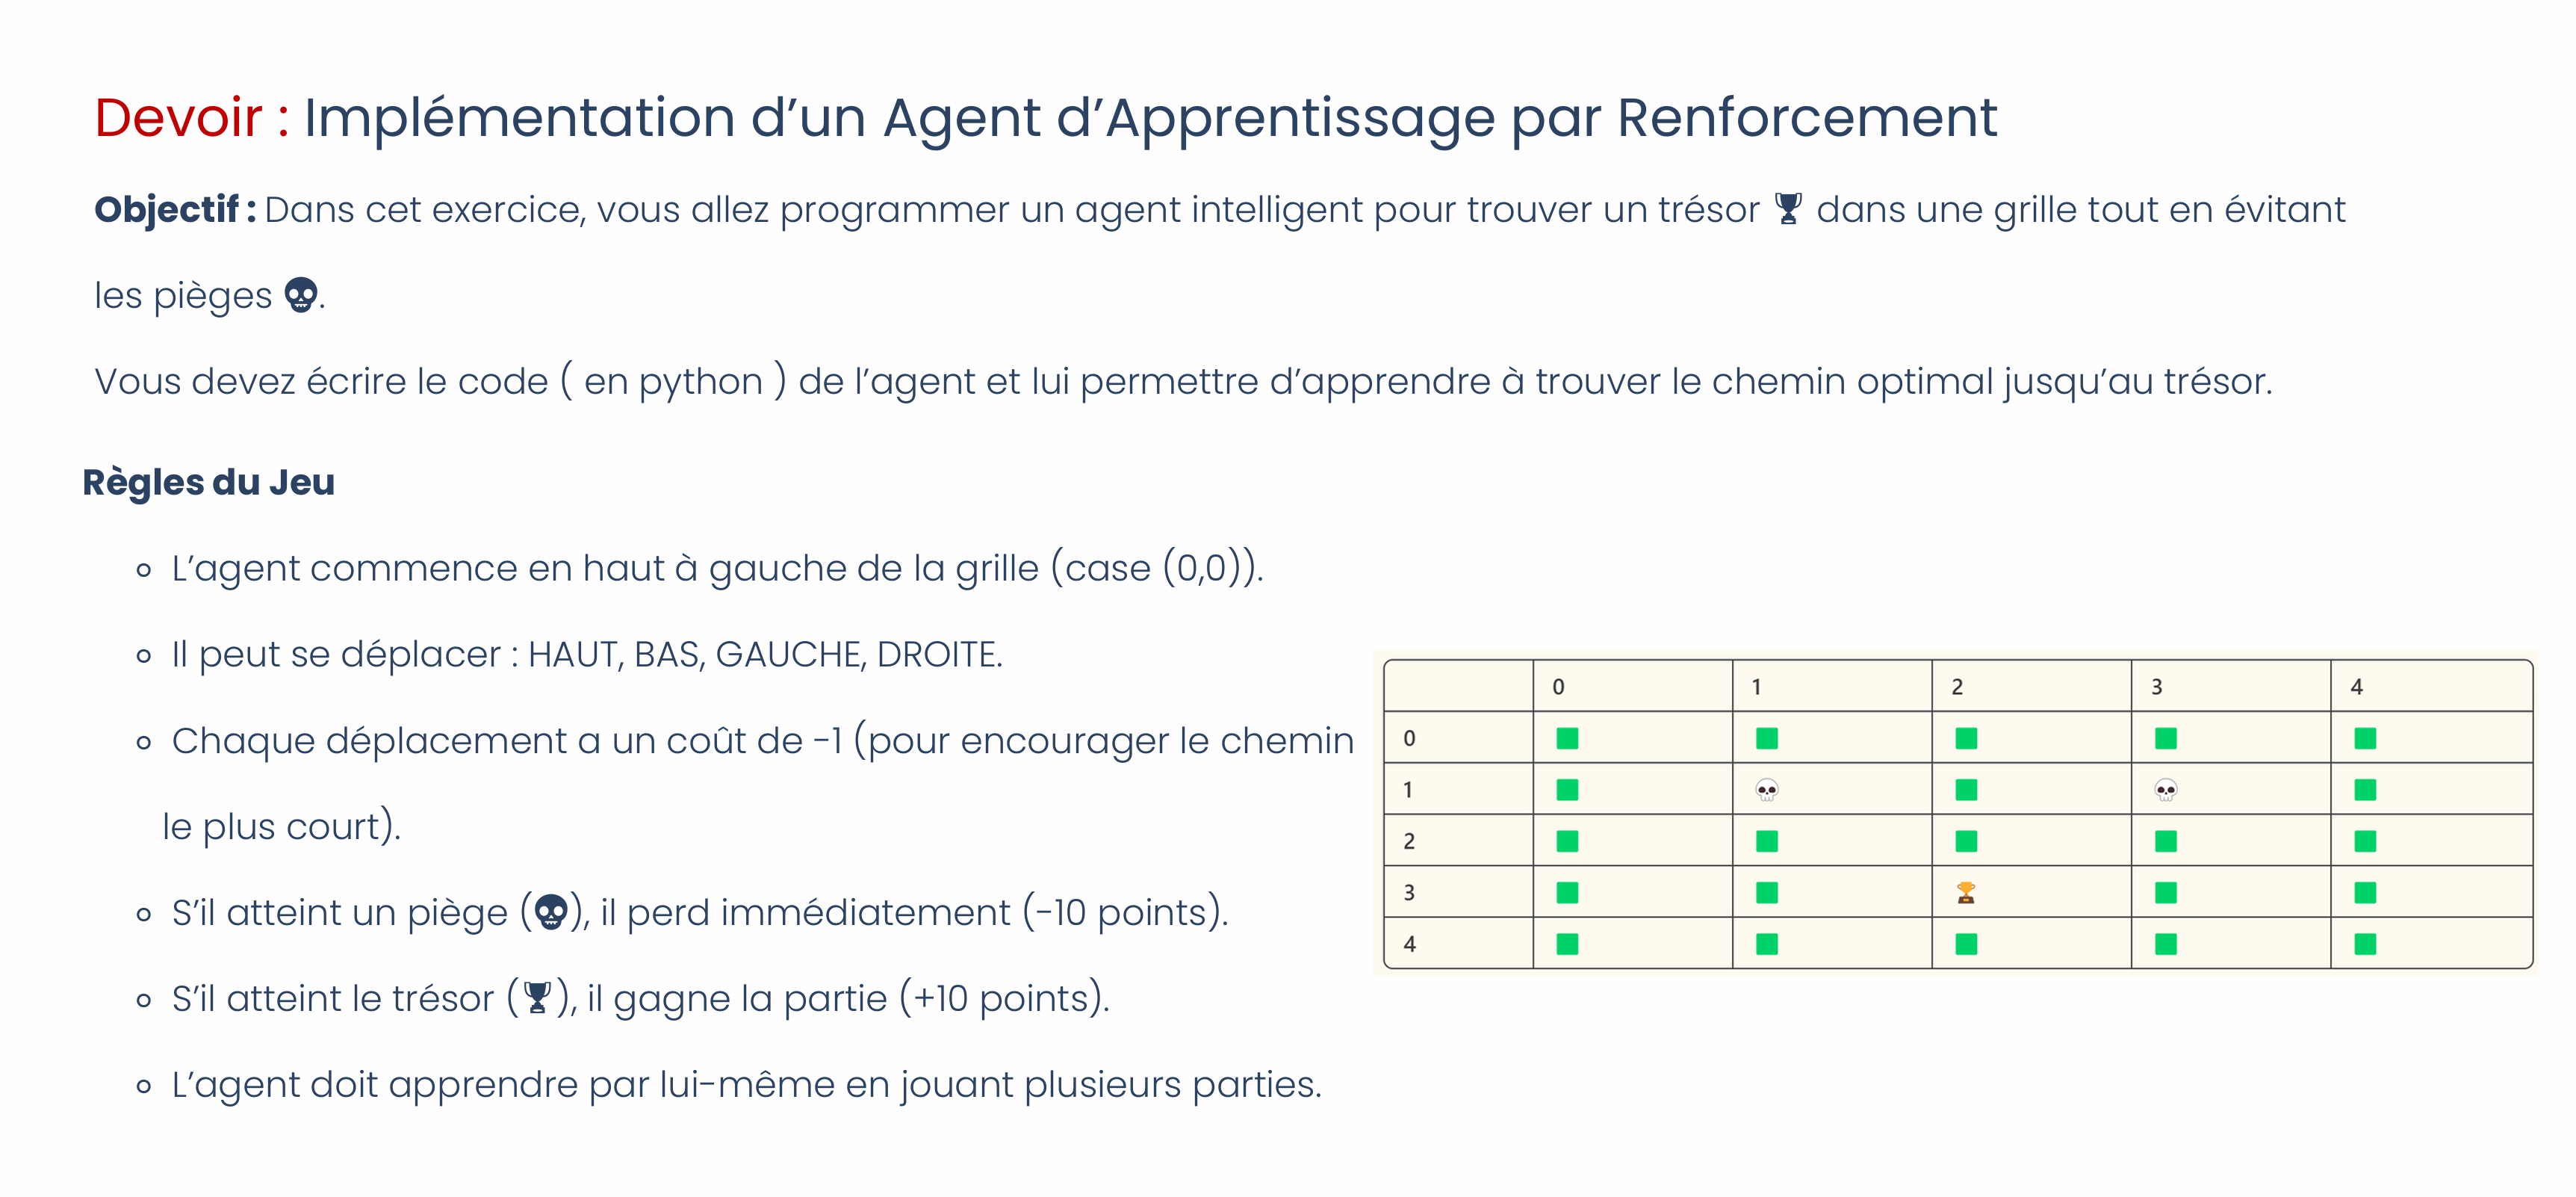 Devoir : Implémentation d’un Agent d’Apprentissage par Renforcement
Objectif : Dans cet exercice, vous allez programmer un agent intelligent pour trouver un trésor 🏆 dans une grille tout en évitant
les pièges 💀.
Vous devez écrire le code ( en python ) de l’agent et lui permettre d’apprendre à trouver le chemin optimal jusqu’au trésor.
Règles du Jeu
L’agent commence en haut à gauche de la grille (case (0,0)).
Il peut se déplacer : HAUT, BAS, GAUCHE, DROITE.
Chaque déplacement a un coût de -1 (pour encourager le chemin
le plus court).
S’il atteint un piège (💀), il perd immédiatement (-10 points).
S’il atteint le trésor (🏆), il gagne la partie (+10 points).
L’agent doit apprendre par lui-même en jouant plusieurs parties.
0 1 2 3 4
0 🟩 🟩 🟩 🟩 🟩
1 🟩 💀 🟩 💀 🟩
2 🟩 🟩 🟩 🟩 🟩
3 🟩 🟩 🏆 🟩 🟩
4 🟩 🟩 🟩 🟩 🟩